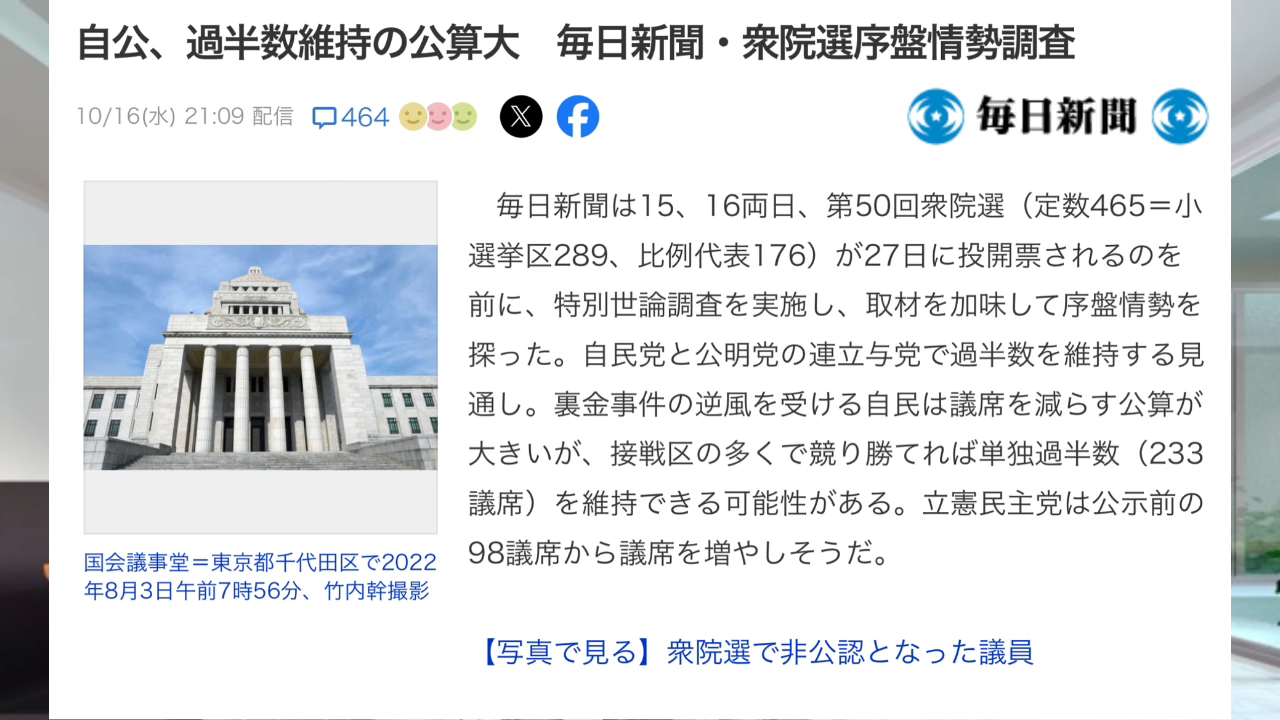 自公、過半数維持の公算大　毎日新聞・衆院選序盤情勢調査
10/16(水) 21:09 配信
464
毎日新聞
毎日新聞は15、16両日、第50回衆院選（定数465＝小
選挙区289、比例代表176）が27日に投開票されるのを
前に、特別世論調査を実施し、取材を加味して序盤情勢を
探った。自民党と公明党の連立与党で過半数を維持する見
通し。裏金事件の逆風を受ける自民は議席を減らす公算が
大きいが、接戦区の多くで競り勝てれば単独過半数（233
議席）を維持できる可能性がある。立憲民主党は公示前の
98議席から議席を増やしそうだ。
国会議事堂＝東京都千代田区で2022
年8月3日午前7時56分、竹内幹撮影
【写真で見る】衆院選で非公認となった議員